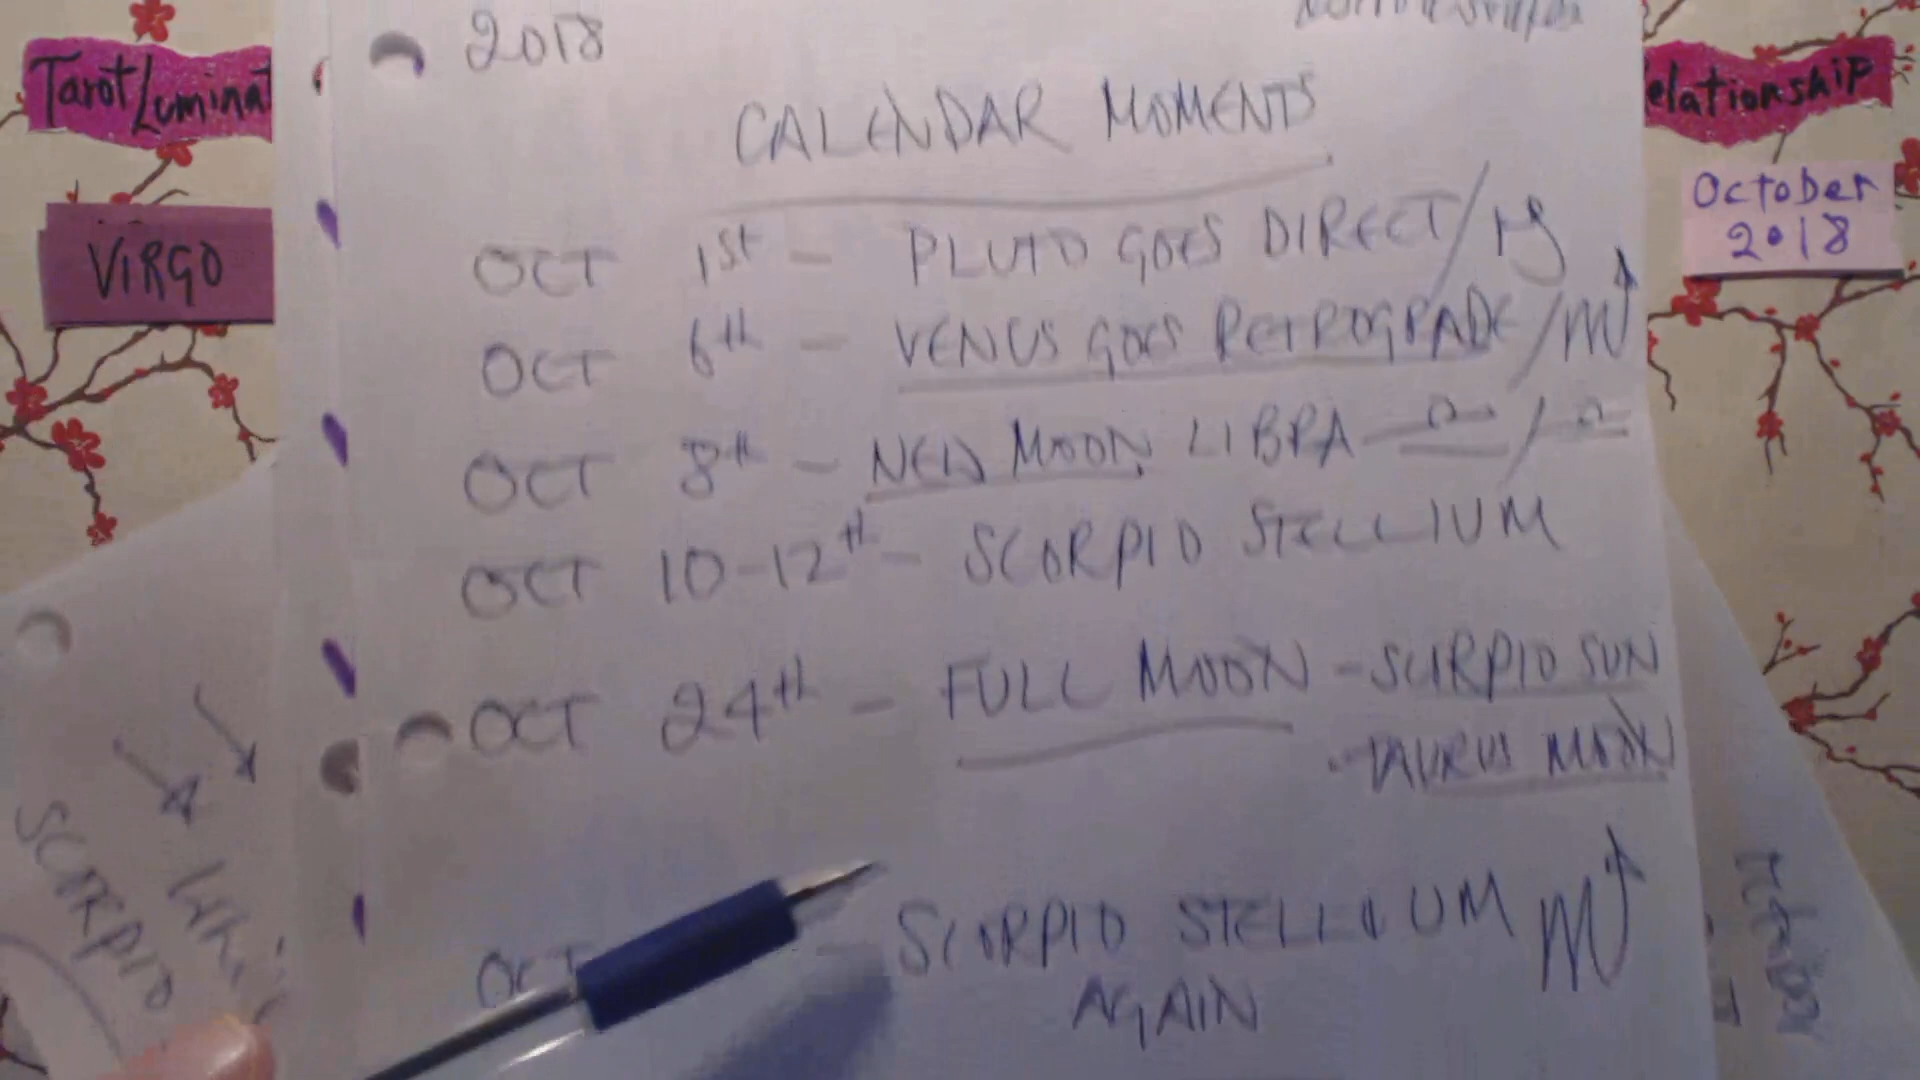 2018
CALENDAR MOMENTS
OCT 1st - PLUTO GOES DIRECT/♑
OCT 6th - VENUS GOES RETROGRADE/♏
OCT 8th - NEW MOON LIBRA - ♎/♎
OCT 10-12th - SCORPIO STELLIUM
OCT 24th - FULL MOON - SCORPIO SUN
- TAURUS MOON
OCT - SCORPIO STELLIUM ♏
AGAIN
Tarot Luminat
VIRGO
elationship
October
2018
SCORPIO